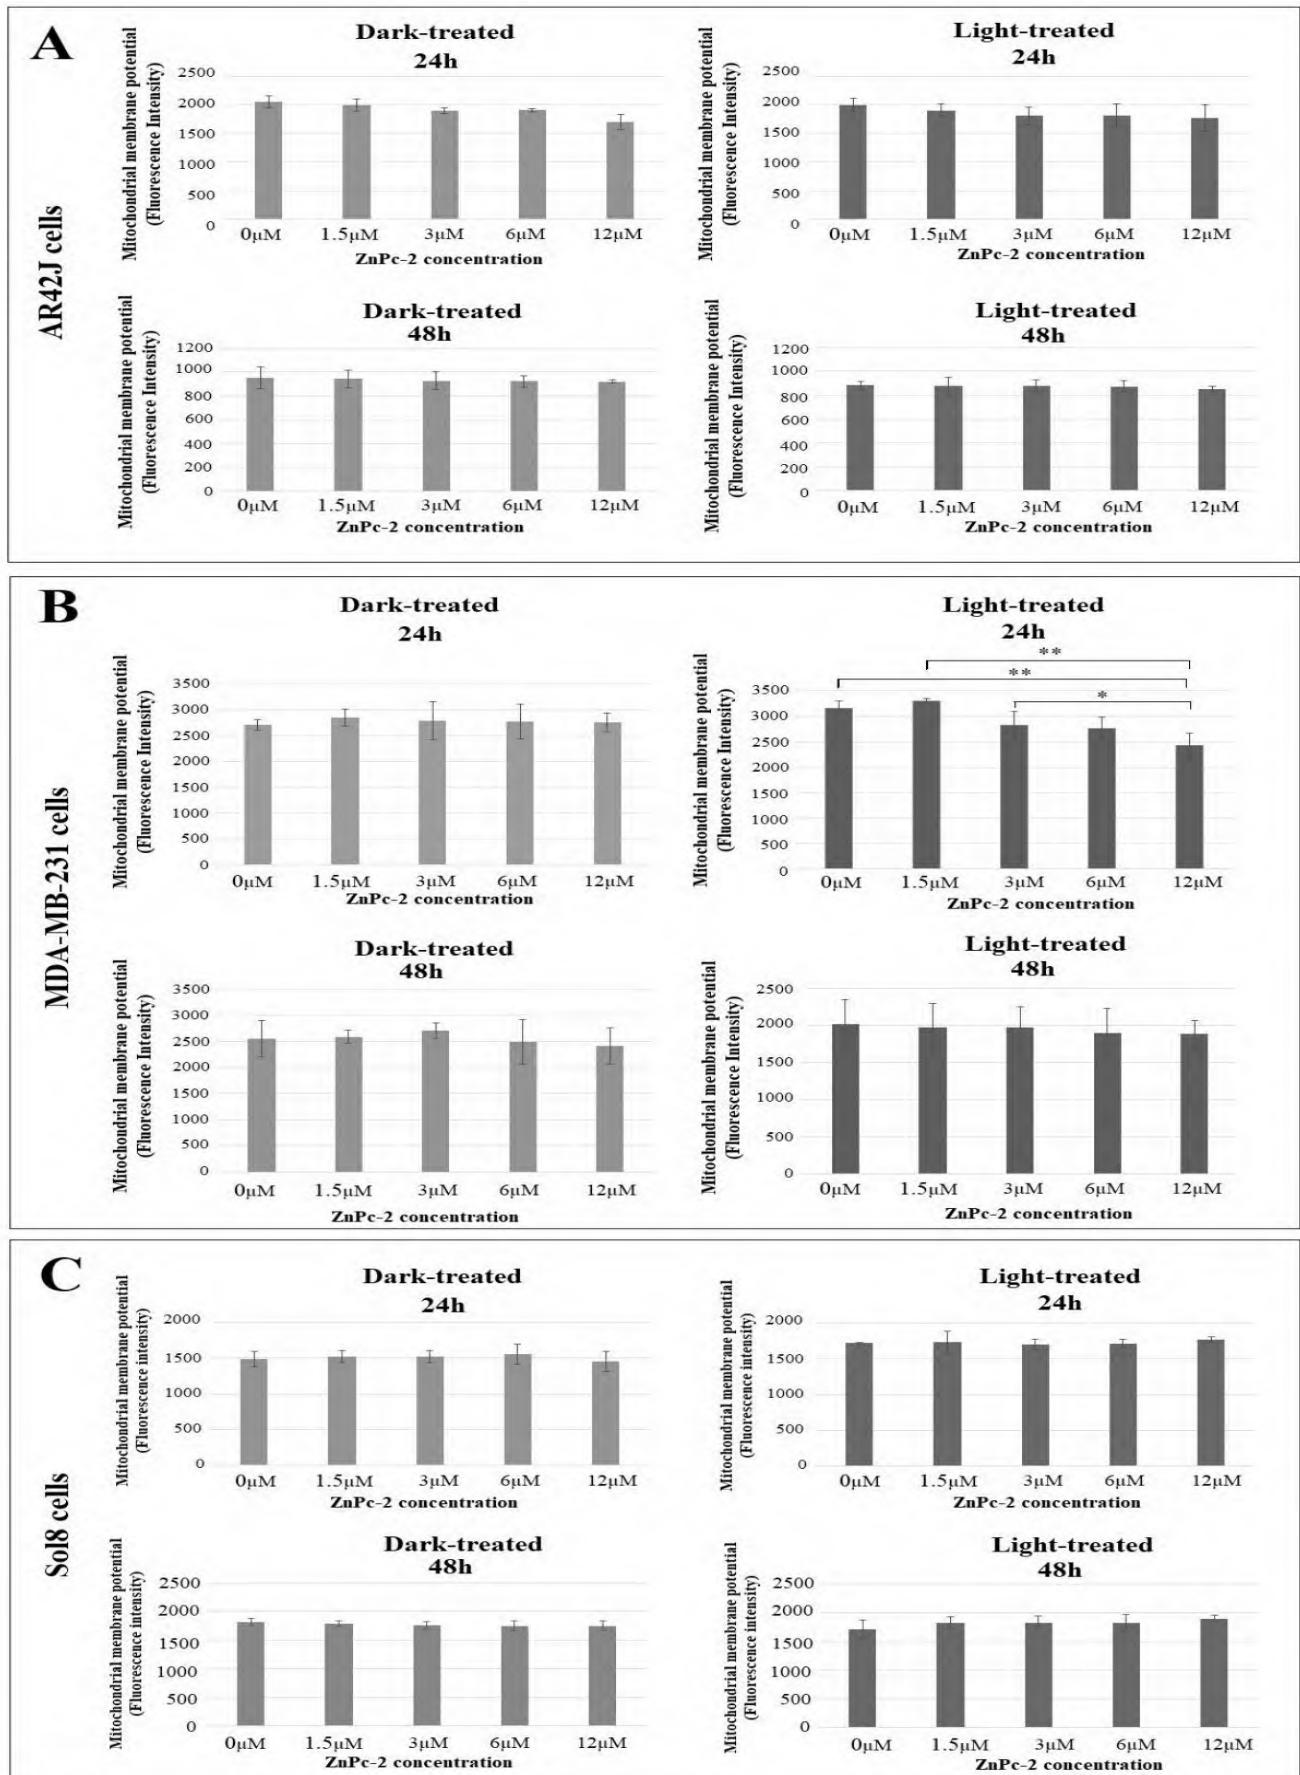 A
AR42J cells
Dark-treated
24h
Mitochondrial membrane potential
(Fluorescence Intensity)
2500
2000
1500
1000
500
0
0μM 1.5μM 3μM 6μM 12μM
ZnPc-2 concentration
Light-treated
24h
Mitochondrial membrane potential
(Fluorescence Intensity)
2500
2000
1500
1000
500
0
0μM 1.5μM 3μM 6μM 12μM
ZnPc-2 concentration
Dark-treated
48h
Mitochondrial membrane potential
(Fluorescence Intensity)
1200
1000
800
600
400
200
0
0μM 1.5μM 3μM 6μM 12μM
ZnPc-2 concentration
Light-treated
48h
Mitochondrial membrane potential
(Fluorescence Intensity)
1200
1000
800
600
400
200
0
0μM 1.5μM 3μM 6μM 12μM
ZnPc-2 concentration
B
MDA-MB-231 cells
Dark-treated
24h
Mitochondrial membrane potential
(Fluorescence Intensity)
3500
3000
2500
2000
1500
1000
500
0
0μM 1.5μM 3μM 6μM 12μM
ZnPc-2 concentration
Light-treated
24h
**
**
*
Mitochondrial membrane potential
(Fluorescence Intensity)
3500
3000
2500
2000
1500
1000
500
0
0μM 1.5μM 3μM 6μM 12μM
ZnPc-2 concentration
Dark-treated
48h
Mitochondrial membrane potential
(Fluorescence Intensity)
3500
3000
2500
2000
1500
1000
500
0
0μM 1.5μM 3μM 6μM 12μM
ZnPc-2 concentration
Light-treated
48h
Mitochondrial membrane potential
(Fluorescence Intensity)
2500
2000
1500
1000
500
0
0μM 1.5μM 3μM 6μM 12μM
ZnPc-2 concentration
C
Sol8 cells
Dark-treated
24h
Mitochondrial membrane potential
(Fluorescence intensity)
2000
1500
1000
500
0
0μM 1.5μM 3μM 6μM 12μM
ZnPc-2 concentration
Light-treated
24h
Mitochondrial membrane potential
(Fluorescence intensity)
2000
1500
1000
500
0
0μM 1.5μM 3μM 6μM 12μM
ZnPc-2 concentration
Dark-treated
48h
Mitochondrial membrane potential
(Fluorescence intensity)
2500
2000
1500
1000
500
0
0μM 1.5μM 3μM 6μM 12μM
ZnPc-2 concentration
Light-treated
48h
Mitochondrial membrane potential
(Fluorescence intensity)
2500
2000
1500
1000
500
0
0μM 1.5μM 3μM 6μM 12μM
ZnPc-2 concentration